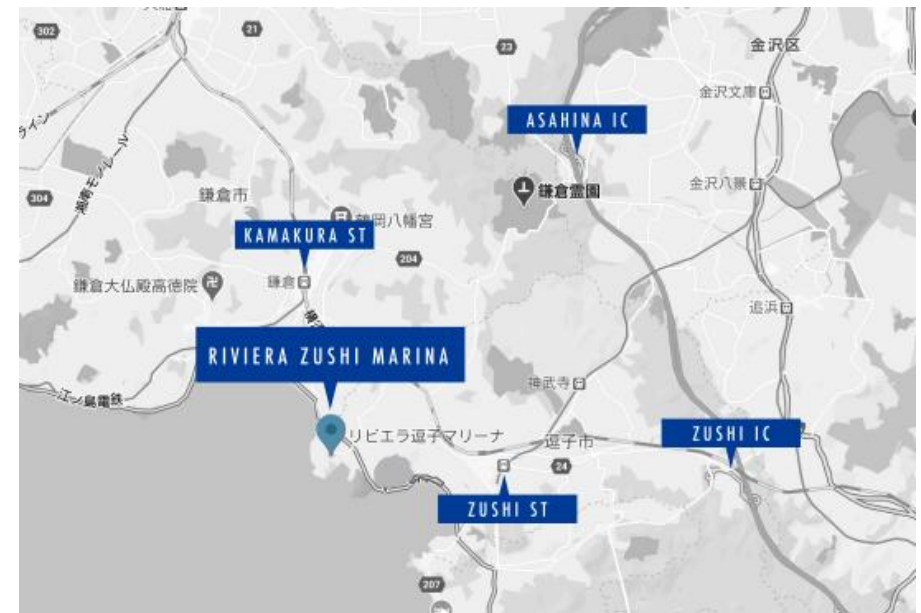 302
21
23
金沢区
金沢文庫
ASAHINA IC
ライン
湘南モノレール
304
鎌倉市
鎌倉霊園
金沢八景
岡八幡宮
KAMAKURA ST
204
鎌倉大仏殿高徳院
鎌倉
追浜
RIVIERA ZUSHI MARINA
神武寺
江ノ島電鉄
リビエラ逗子マリーナ
逗子市
ZUSHI IC
24
ZUSHI ST
207